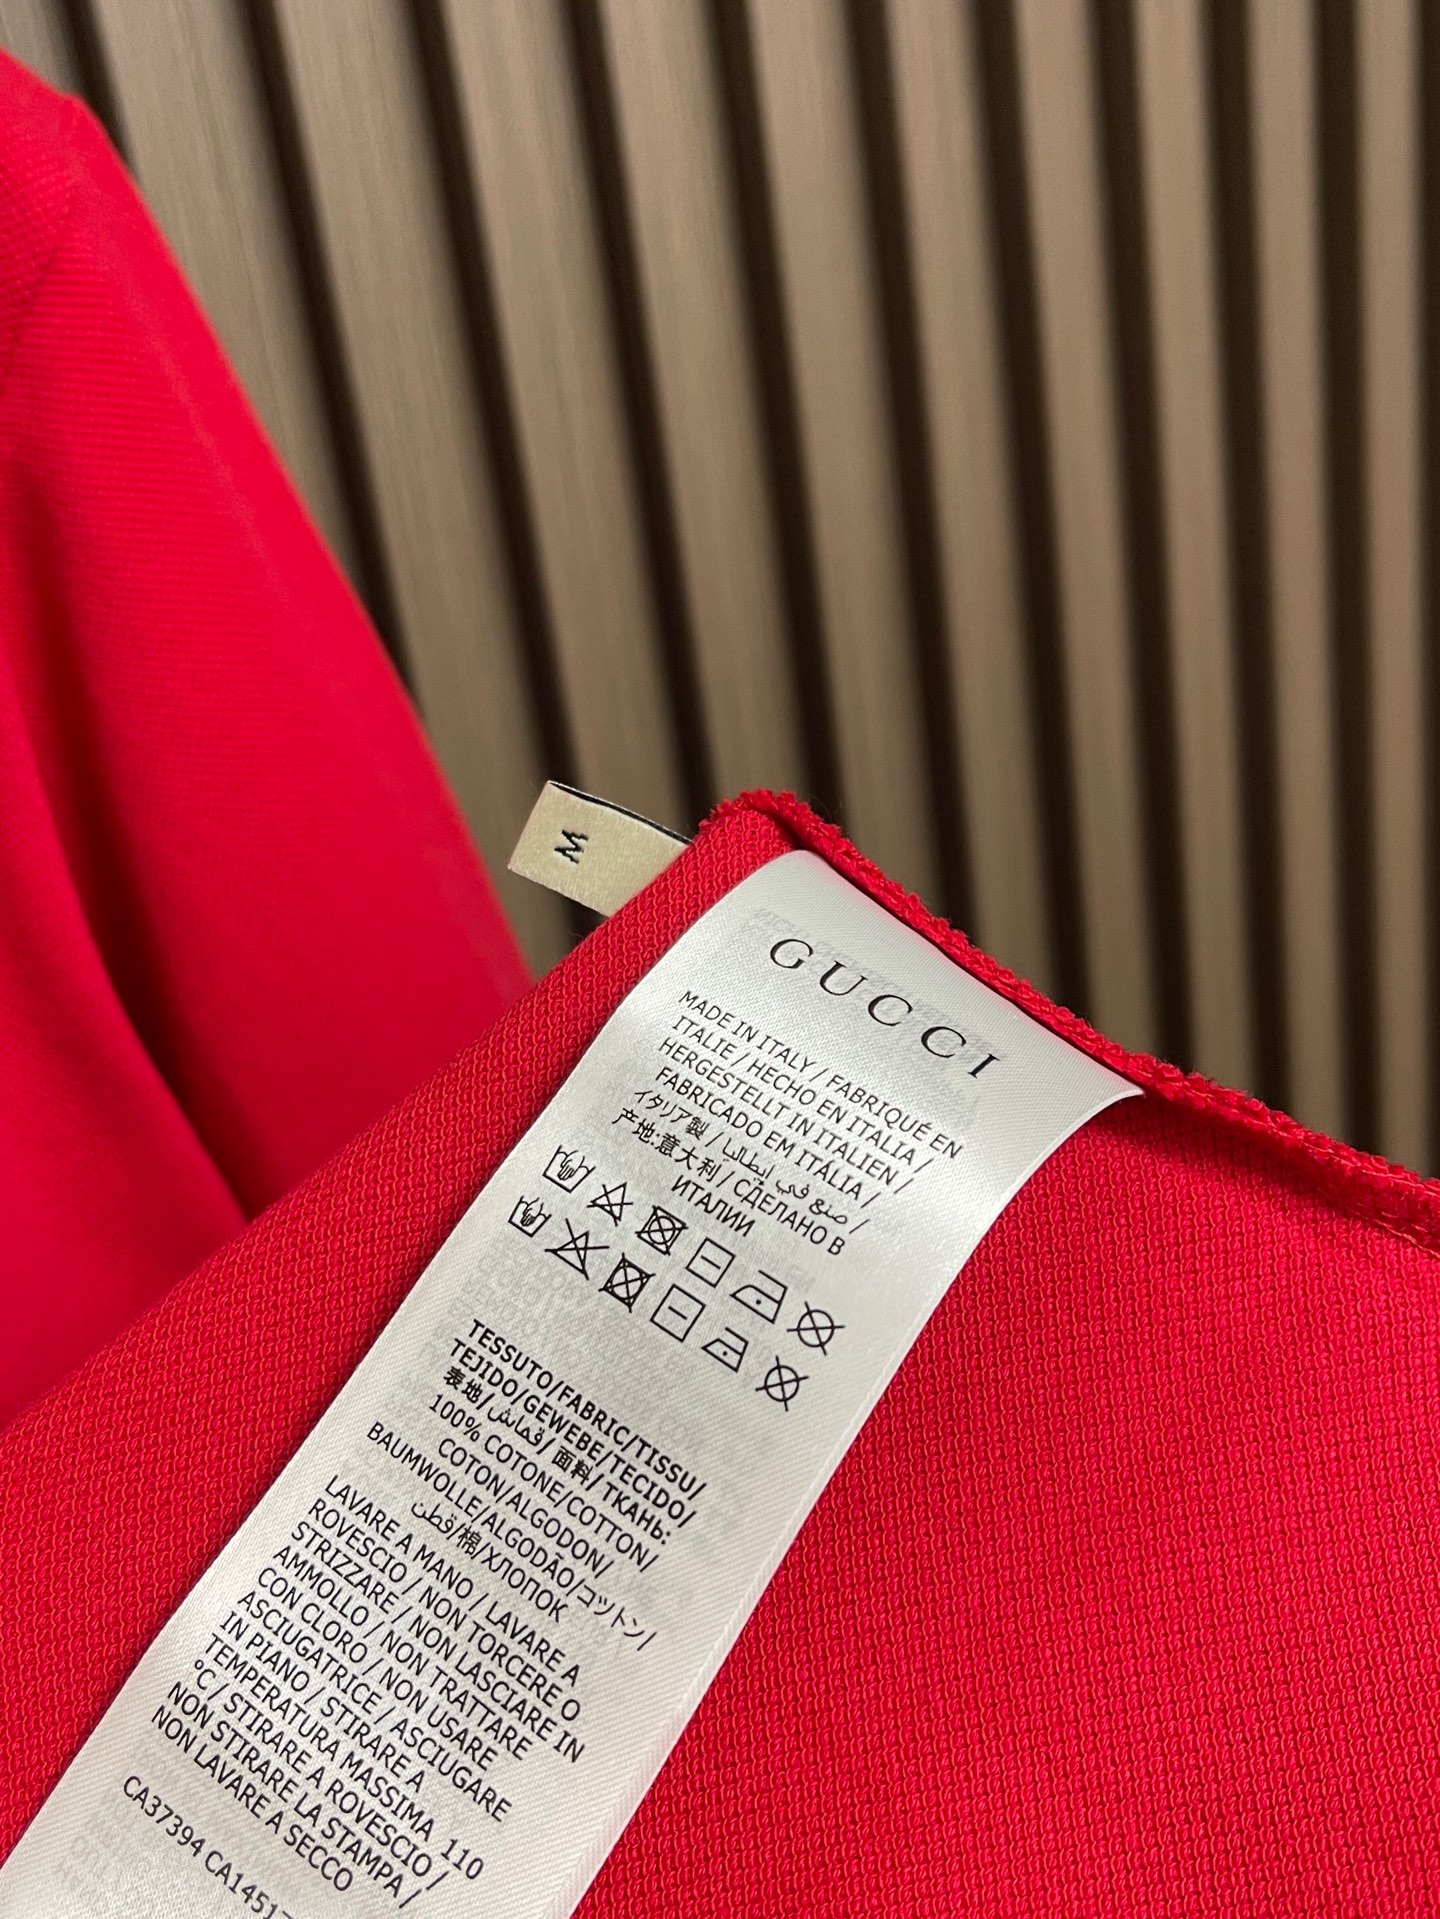 M
GUCCI
MADE IN ITALY / FABRIQUÉ EN
ITALIE / HECHO EN ITALIA /
HERGESTELLT IN ITALIEN /
FABRICADO EM ITÁLIA /
イタリア製 / صنع في إيطاليا /
产地:意大利 / СДЕЛАНО В
ИТАЛИИ
TESSUTO/FABRIC/TISSU/
TEJIDO/GEWEBE/TECIDO/
表地/قماش/面料/ТКАНЬ:
100% COTONE/COTTON/
COTON/ALGODON/
BAUMWOLLE/ALGODÃO/コットン/
قطن/棉/ХЛОПОК
LAVARE A MANO / LAVARE A
ROVESCIO / NON TORCERE O
STRIZZARE / NON LASCIARE IN
AMMOLLO / NON TRATTARE
CON CLORO / NON USARE
ASCIUGATRICE / ASCIUGARE
IN PIANO / STIRARE A
TEMPERATURA MASSIMA 110
°C / STIRARE A ROVESCIO /
NON STIRARE LA STAMPA /
NON LAVARE A SECCO
CA37394 CA1451